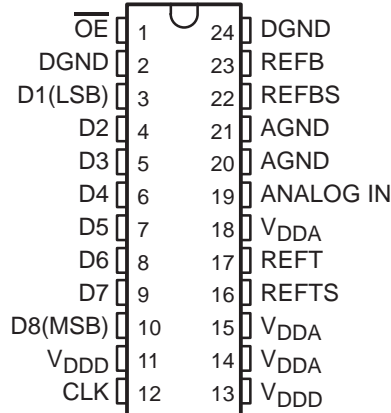 OE 1 24 DGND
DGND 2 23 REFB
D1(LSB) 3 22 REFBS
D2 4 21 AGND
D3 5 20 AGND
D4 6 19 ANALOG IN
D5 7 18 VDDA
D6 8 17 REFT
D7 9 16 REFTS
D8(MSB) 10 15 VDDA
VDDD 11 14 VDDA
CLK 12 13 VDDD